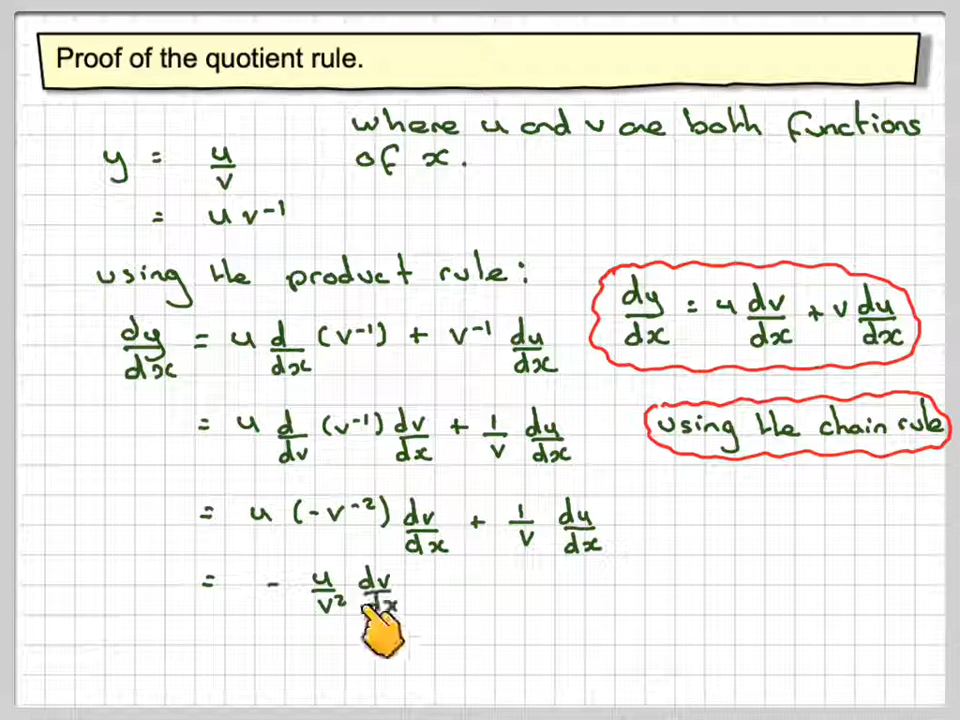 Proof of the quotient rule.
y = u/v where u and v are both functions of x.
= uv⁻¹
using the product rule:
dy/dx = u dv/dx + v du/dx
dy/dx = u d/dx (v⁻¹) + v⁻¹ du/dx
= u d/dv (v⁻¹) dv/dx + 1/v du/dx
using the chain rule
= u (-v⁻²) dv/dx + 1/v du/dx
= - u/v² dv/dx